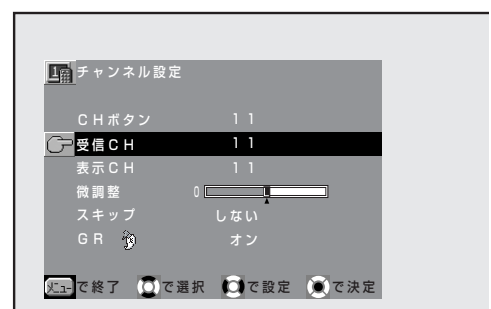 チャンネル設定
CHボタン 11
受信CH 11
表示CH 11
微調整 0
スキップ しない
GR オン
メニューで終了 で選択 で設定 で決定